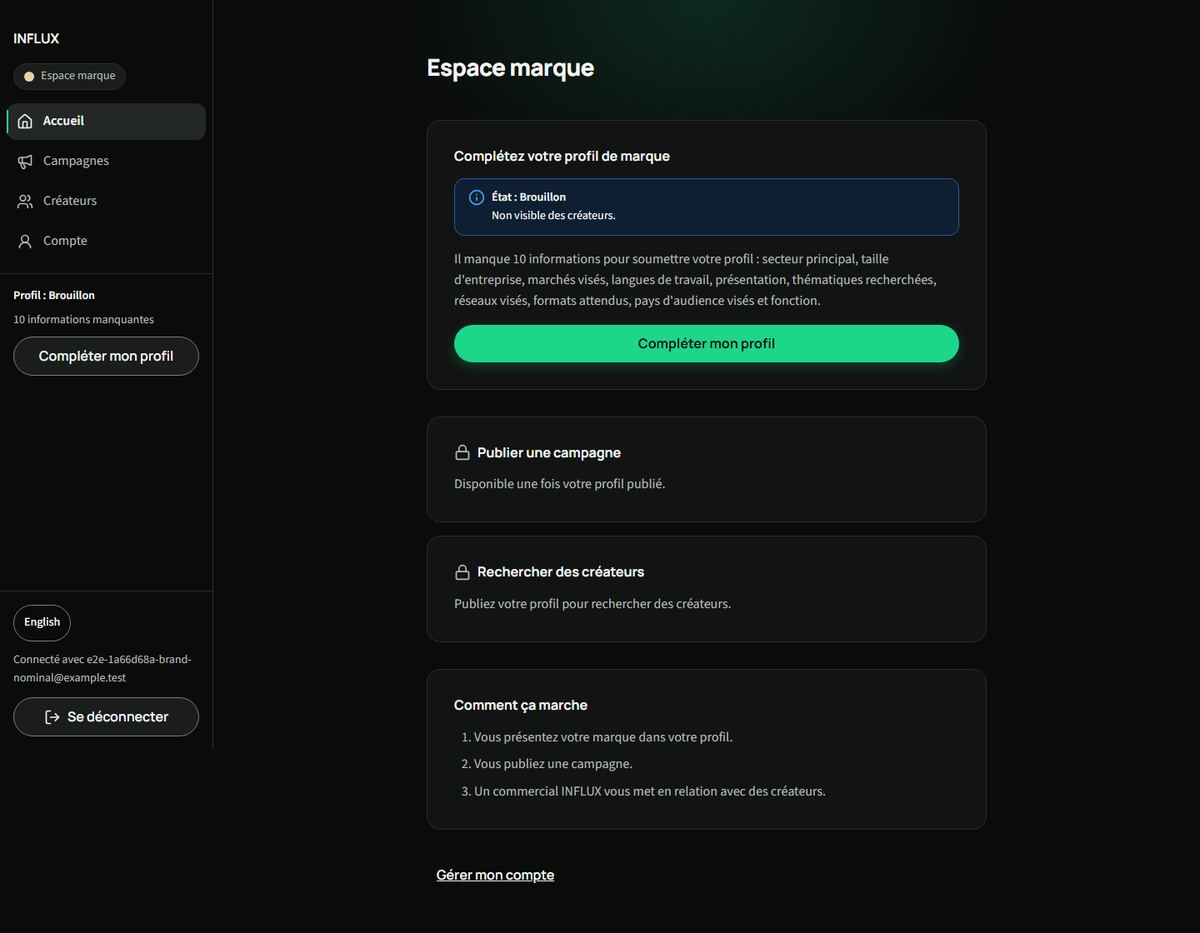 INFLUX
Espace marque
Accueil
Campagnes
Créateurs
Compte
Profil : Brouillon
10 informations manquantes
Compléter mon profil
English
Connecté avec e2e-1a66d68a-brand-
nominal@example.test
Se déconnecter
Espace marque
Complétez votre profil de marque
État : Brouillon
Non visible des créateurs.
Il manque 10 informations pour soumettre votre profil : secteur principal, taille
d'entreprise, marchés visés, langues de travail, présentation, thématiques recherchées,
réseaux visés, formats attendus, pays d'audience visés et fonction.
Compléter mon profil
Publier une campagne
Disponible une fois votre profil publié.
Rechercher des créateurs
Publiez votre profil pour rechercher des créateurs.
Comment ça marche
1. Vous présentez votre marque dans votre profil.
2. Vous publiez une campagne.
3. Un commercial INFLUX vous met en relation avec des créateurs.
Gérer mon compte